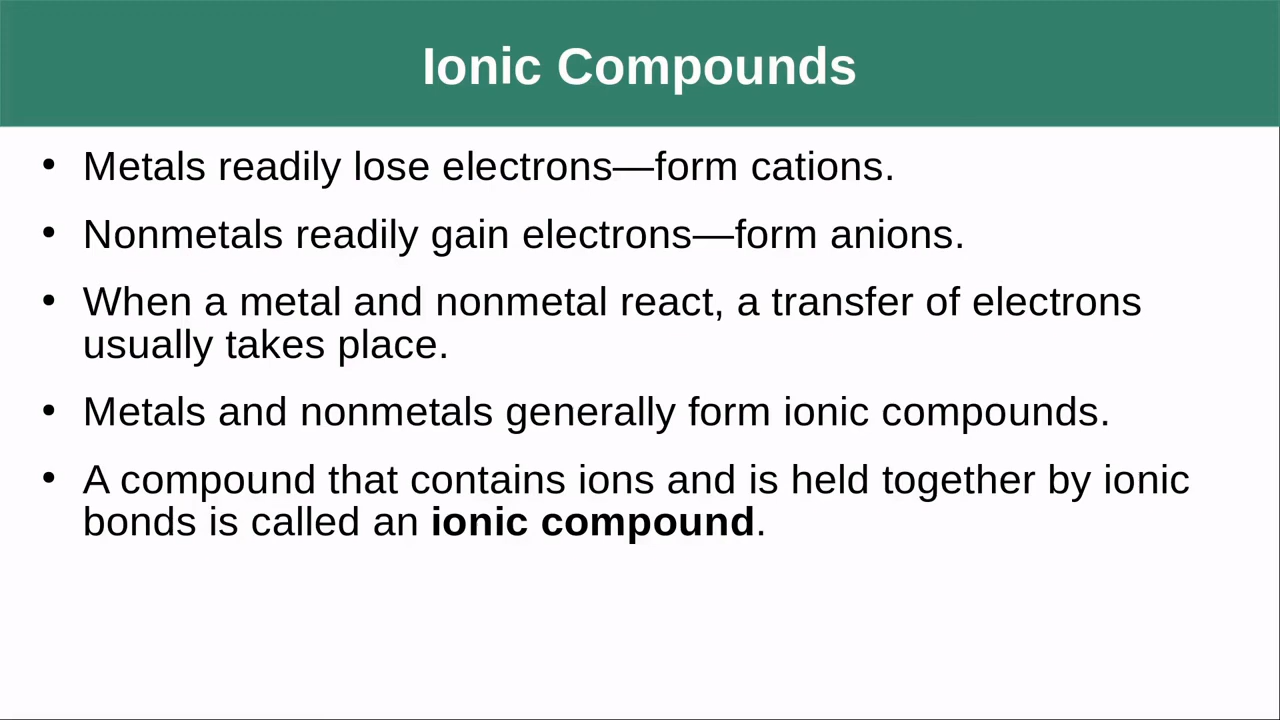 Ionic Compounds
• Metals readily lose electrons—form cations.
• Nonmetals readily gain electrons—form anions.
• When a metal and nonmetal react, a transfer of electrons
usually takes place.
• Metals and nonmetals generally form ionic compounds.
• A compound that contains ions and is held together by ionic
bonds is called an ionic compound.